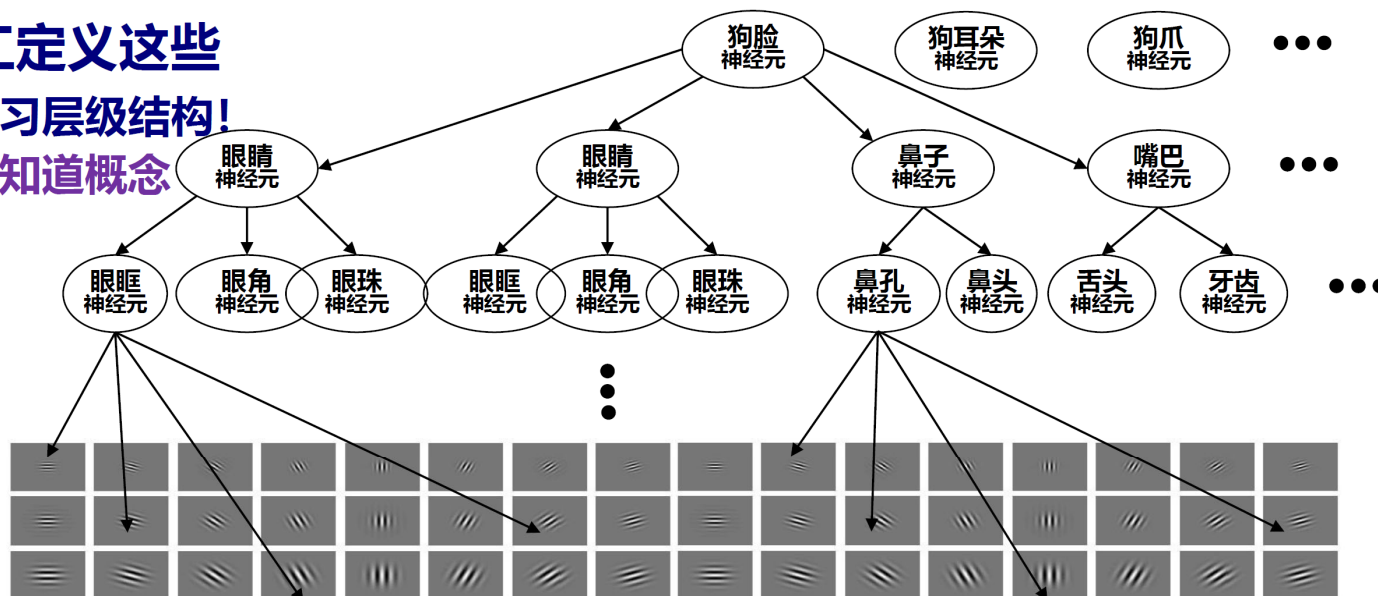 工定义这些
习层级结构！
知道概念
狗脸
神经元
狗耳朵
神经元
狗爪
神经元
眼睛
神经元
眼睛
神经元
鼻子
神经元
嘴巴
神经元
眼眶
神经元
眼角
神经元
眼珠
神经元
眼眶
神经元
眼角
神经元
眼珠
神经元
鼻孔
神经元
鼻头
神经元
舌头
神经元
牙齿
神经元